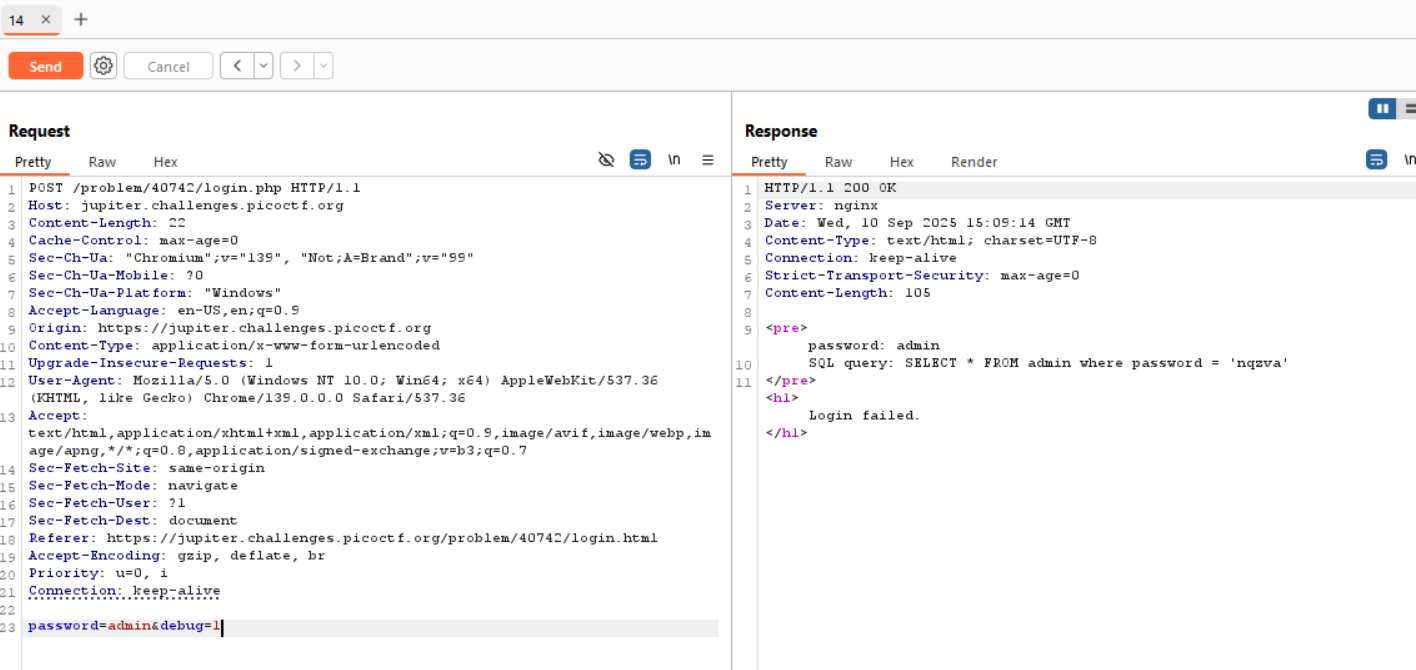 14 × +
Send Cancel < >
Request
Pretty Raw Hex \n
1 POST /problem/40742/login.php HTTP/1.1
2 Host: jupiter.challenges.picoctf.org
3 Content-Length: 22
4 Cache-Control: max-age=0
5 Sec-Ch-Ua: "Chromium";v="139", "Not;A=Brand";v="99"
6 Sec-Ch-Ua-Mobile: ?0
7 Sec-Ch-Ua-Platform: "Windows"
8 Accept-Language: en-US,en;q=0.9
9 Origin: https://jupiter.challenges.picoctf.org
10 Content-Type: application/x-www-form-urlencoded
11 Upgrade-Insecure-Requests: 1
12 User-Agent: Mozilla/5.0 (Windows NT 10.0; Win64; x64) AppleWebKit/537.36
(KHTML, like Gecko) Chrome/139.0.0.0 Safari/537.36
13 Accept:
text/html,application/xhtml+xml,application/xml;q=0.9,image/avif,image/webp,im
age/apng,*/*;q=0.8,application/signed-exchange;v=b3;q=0.7
14 Sec-Fetch-Site: same-origin
15 Sec-Fetch-Mode: navigate
16 Sec-Fetch-User: ?1
17 Sec-Fetch-Dest: document
18 Referer: https://jupiter.challenges.picoctf.org/problem/40742/login.html
19 Accept-Encoding: gzip, deflate, br
20 Priority: u=0, i
21 Connection: keep-alive
22
23 password=admin&debug=1
Response
Pretty Raw Hex Render \n
1 HTTP/1.1 200 OK
2 Server: nginx
3 Date: Wed, 10 Sep 2025 15:09:14 GMT
4 Content-Type: text/html; charset=UTF-8
5 Connection: keep-alive
6 Strict-Transport-Security: max-age=0
7 Content-Length: 105
8
9 <pre>
password: admin
10 SQL query: SELECT * FROM admin where password = 'nqzva'
11 </pre>
<h1>
Login failed.
</h1>